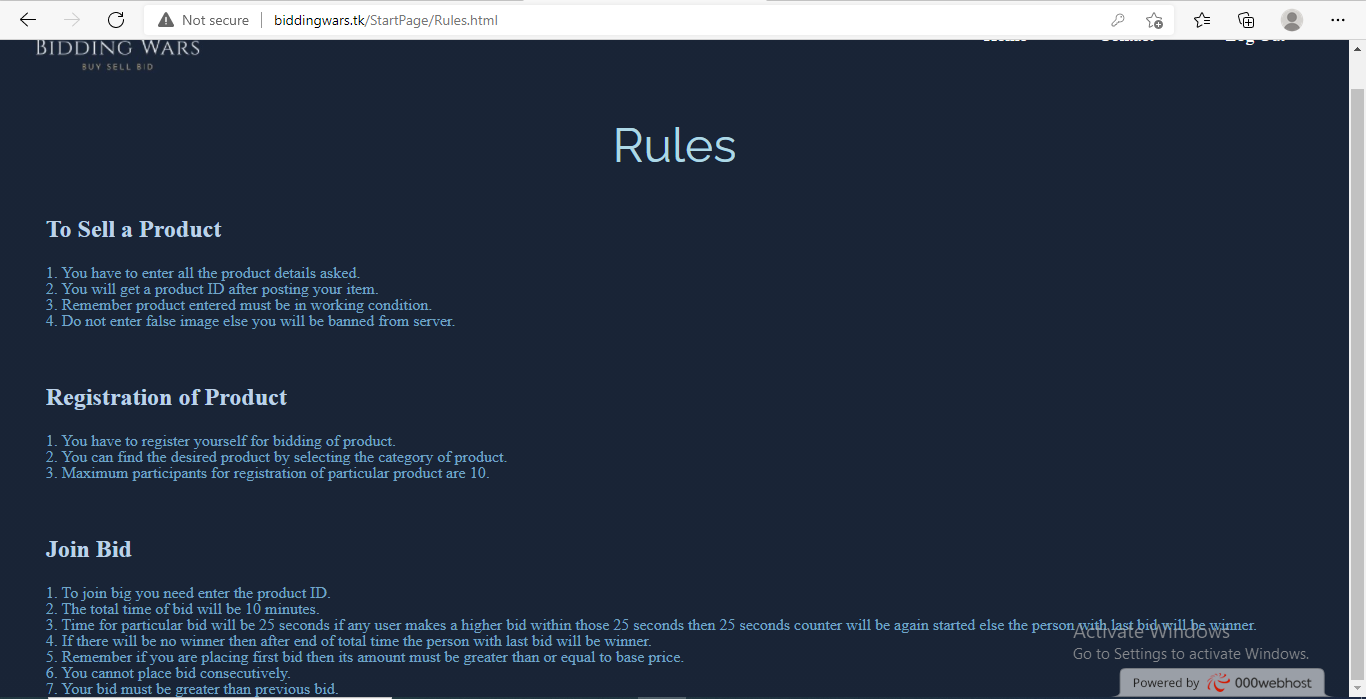 Not secure
biddingwars.tk/StartPage/Rules.html
BIDDING WARS
BUY SELL BID
Home Contact Log Out
Rules
To Sell a Product
1. You have to enter all the product details asked.
2. You will get a product ID after posting your item.
3. Remember product entered must be in working condition.
4. Do not enter false image else you will be banned from server.
Registration of Product
1. You have to register yourself for bidding of product.
2. You can find the desired product by selecting the category of product.
3. Maximum participants for registration of particular product are 10.
Join Bid
1. To join big you need enter the product ID.
2. The total time of bid will be 10 minutes.
3. Time for particular bid will be 25 seconds if any user makes a higher bid within those 25 seconds then 25 seconds counter will be again started else the person with last bid will be winner.
4. If there will be no winner then after end of total time the person with last bid will be winner.
5. Remember if you are placing first bid then its amount must be greater than or equal to base price.
6. You cannot place bid consecutively.
7. Your bid must be greater than previous bid.
Activate Windows
Go to Settings to activate Windows.
Powered by 000webhost